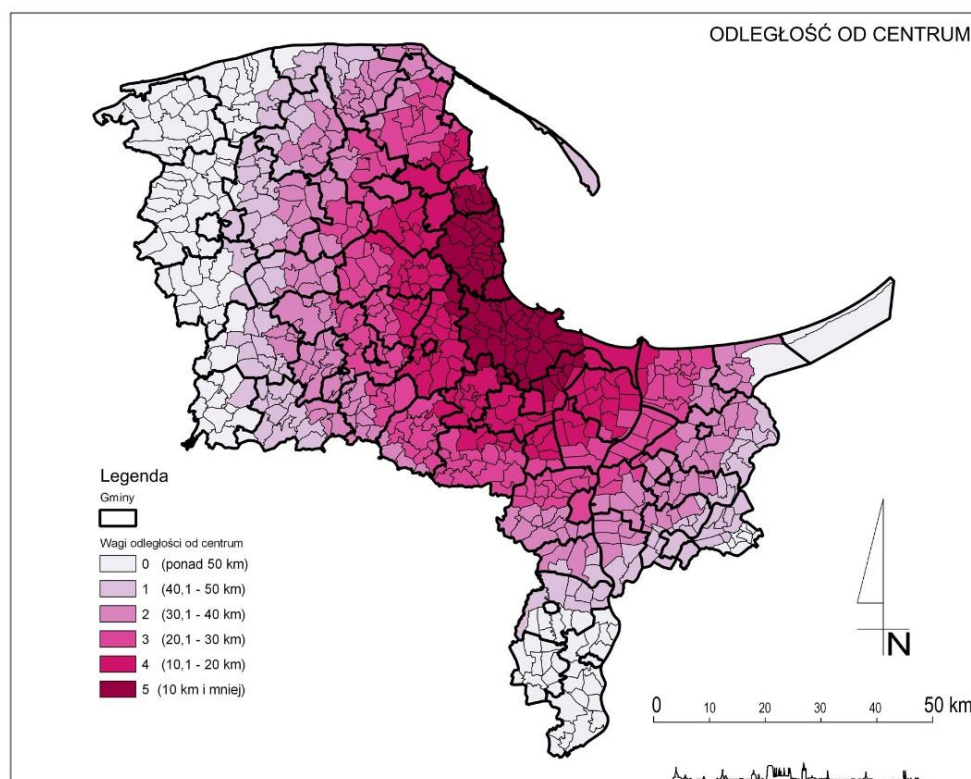 ODLEGŁOŚĆ OD CENTRUM
Legenda
Gminy
Wagi odległości od centrum
0 (ponad 50 km)
1 (40,1 - 50 km)
2 (30,1 - 40 km)
3 (20,1 - 30 km)
4 (10,1 - 20 km)
5 (10 km i mniej)
N
0 10 20 30 40 50 km